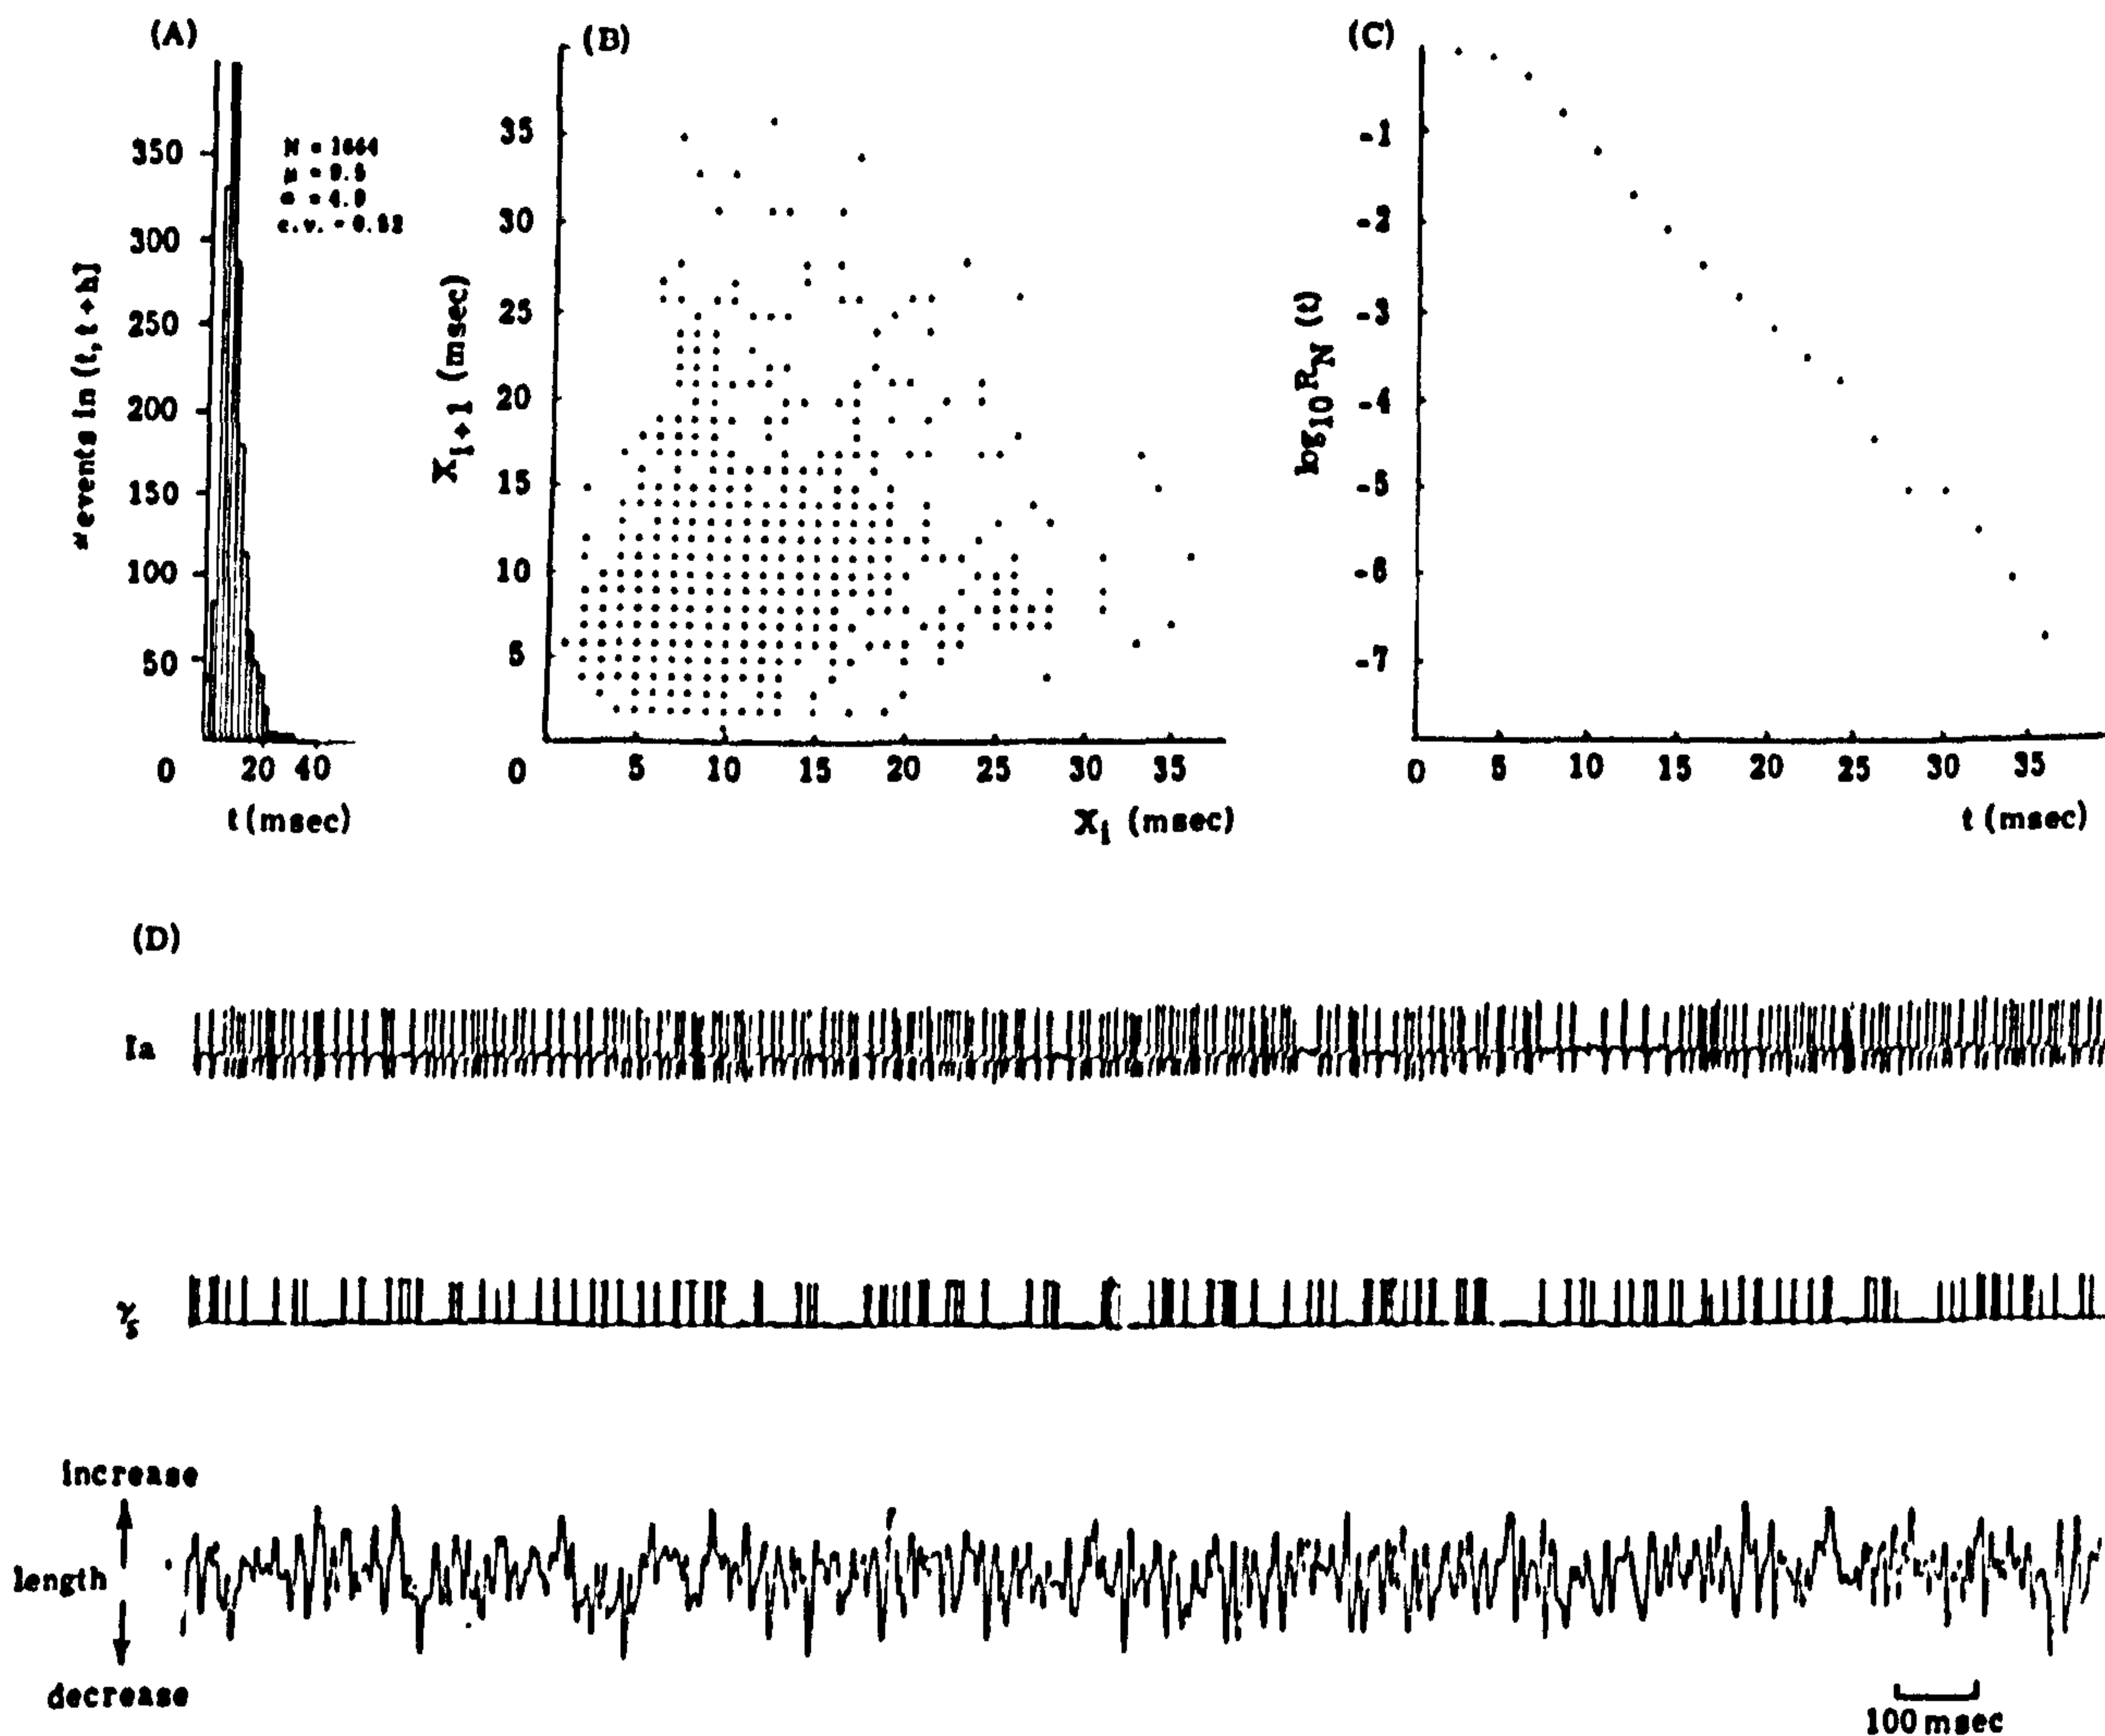 (A)
350
300
250
200
150
100
50
0
20 40
t (msec)
# events in (t, t + h]
(B)
35
30
25
20
15
10
5
0
5 10 15 20 25 30 35
X_i (msec)
X_{i+1} (msec)
(C)
-1
-2
-3
-4
-5
-6
-7
0 5 10 15 20 25 30 35
t (msec)
log₁₀ R_N (t)
(D)
Ia
γ_s
increase
length
decrease
100 msec